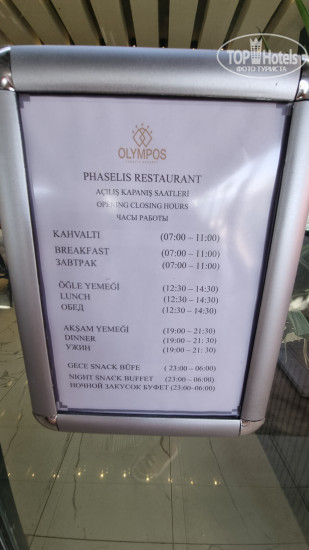 TOPHotels
ФОТО ТУРИСТА
OLYMPOS
PHASELIS RESTAURANT
AÇILIŞ KAPANIŞ SAATLERİ
OPENING CLOSING HOURS
ЧАСЫ РАБОТЫ
KAHVALTI (07:00 – 11:00)
BREAKFAST (07:00 – 11:00)
ЗАВТРАК (07:00 – 11:00)
ÖĞLE YEMEĞİ (12:30 – 14:30)
LUNCH (12:30 – 14:30)
ОБЕД (12:30 – 14:30)
AKŞAM YEMEĞİ (19:00 – 21:30)
DINNER (19:00 – 21: 30)
УЖИН (19:00 – 21:30)
GECE SNACK BÜFE ( 23:00 – 06:00)
NIGHT SNACK BUFFET (23:00 – 06:00)
НОЧНОЙ ЗАКУСОК БУФЕТ (23:00–06:00)